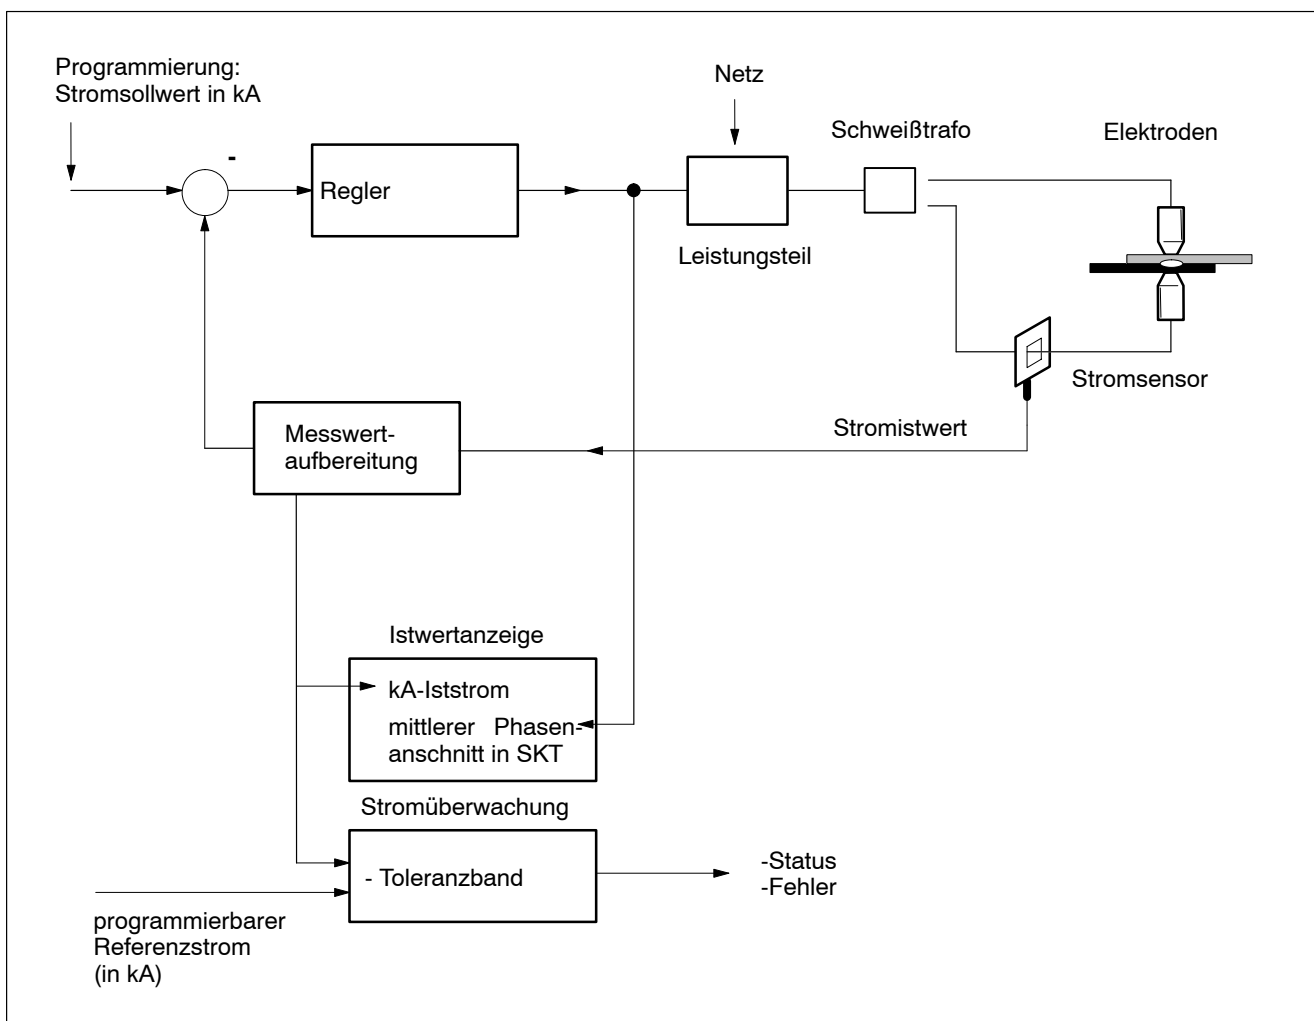 Programmierung:
Stromsollwert in kA
Netz
Schweißtrafo
Elektroden
-
Regler
Leistungsteil
Stromsensor
Stromistwert
Messwert-
aufbereitung
Istwertanzeige
kA-Iststrom
mittlerer Phasen-
anschnitt in SKT
Stromüberwachung
- Toleranzband
-Status
-Fehler
programmierbarer
Referenzstrom
(in kA)